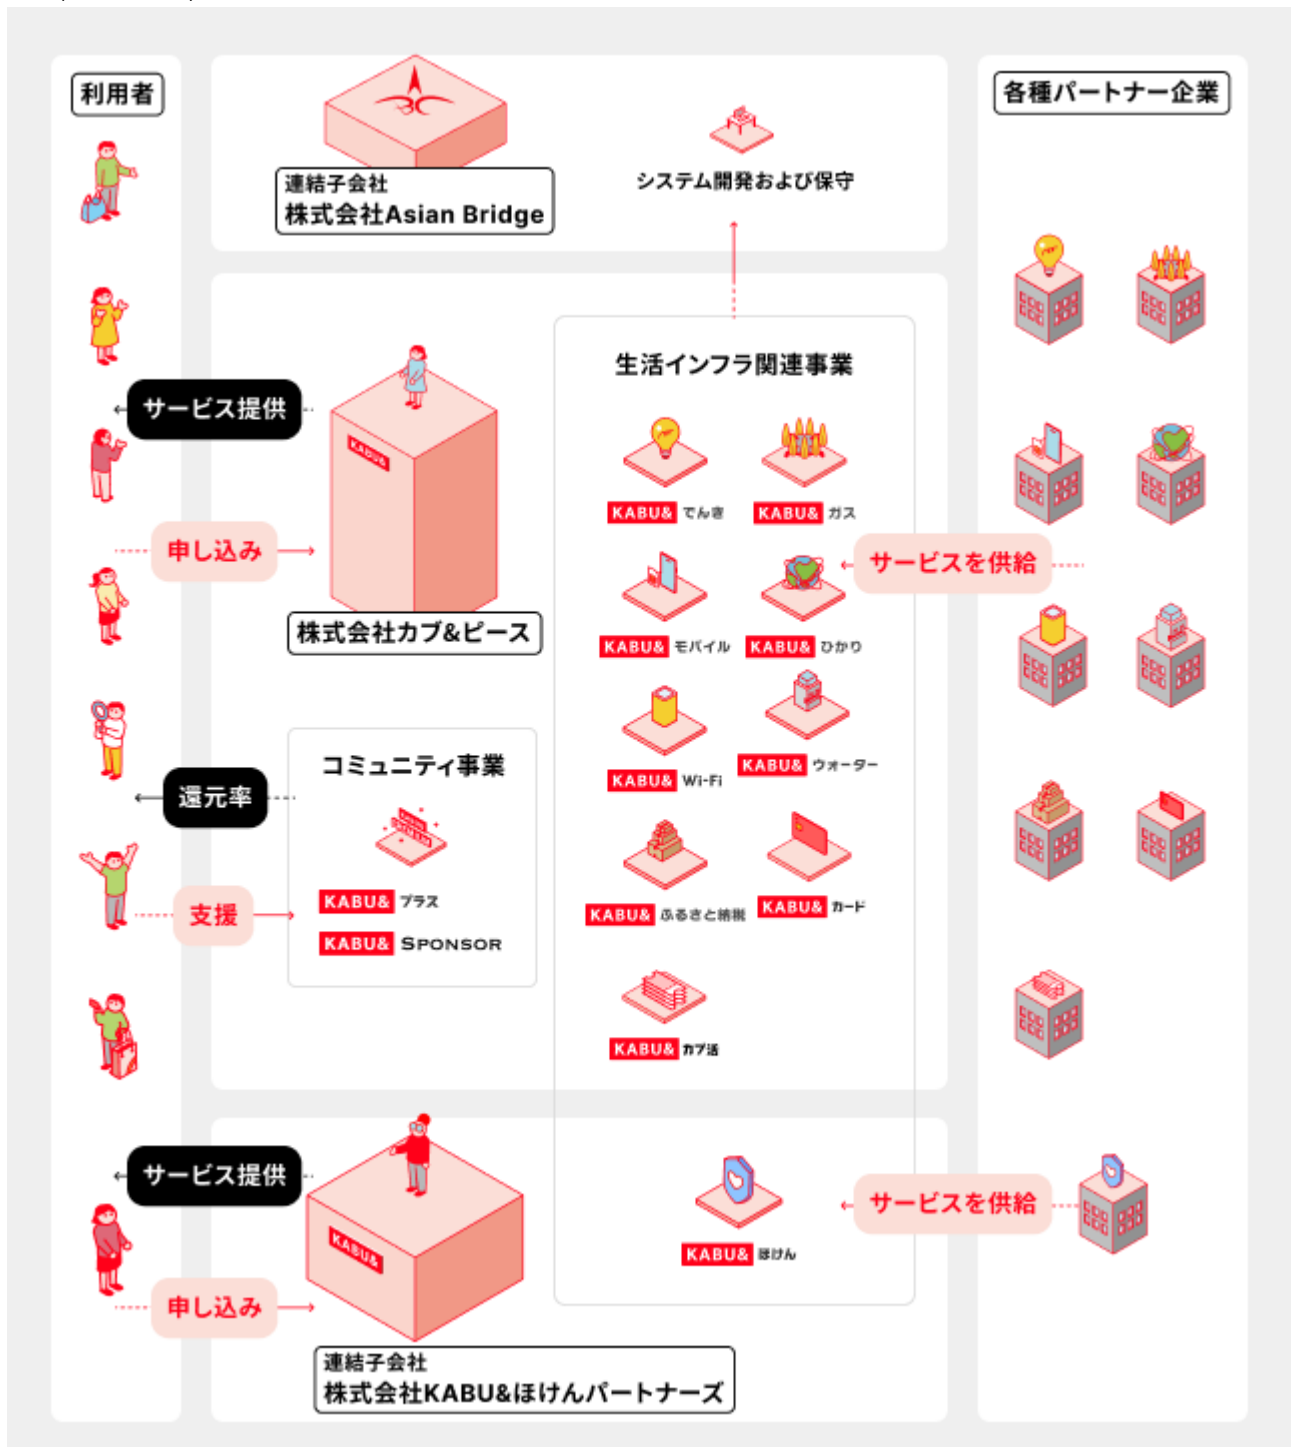 利用者
連結子会社
株式会社Asian Bridge
システム開発および保守
各種パートナー企業
生活インフラ関連事業
サービス提供
KABU&
申し込み
株式会社カブ&ピース
KABU& でんき
KABU& ガス
サービスを供給
KABU& モバイル
KABU& ひかり
KABU& Wi-Fi
KABU& ウォーター
KABU& ふるさと納税
KABU& カード
KABU& カブ活
コミュニティ事業
還元率
支援
KABU& プラス
KABU& SPONSOR
サービス提供
KABU&
申し込み
KABU& ほけん
サービスを供給
連結子会社
株式会社KABU&ほけんパートナーズ